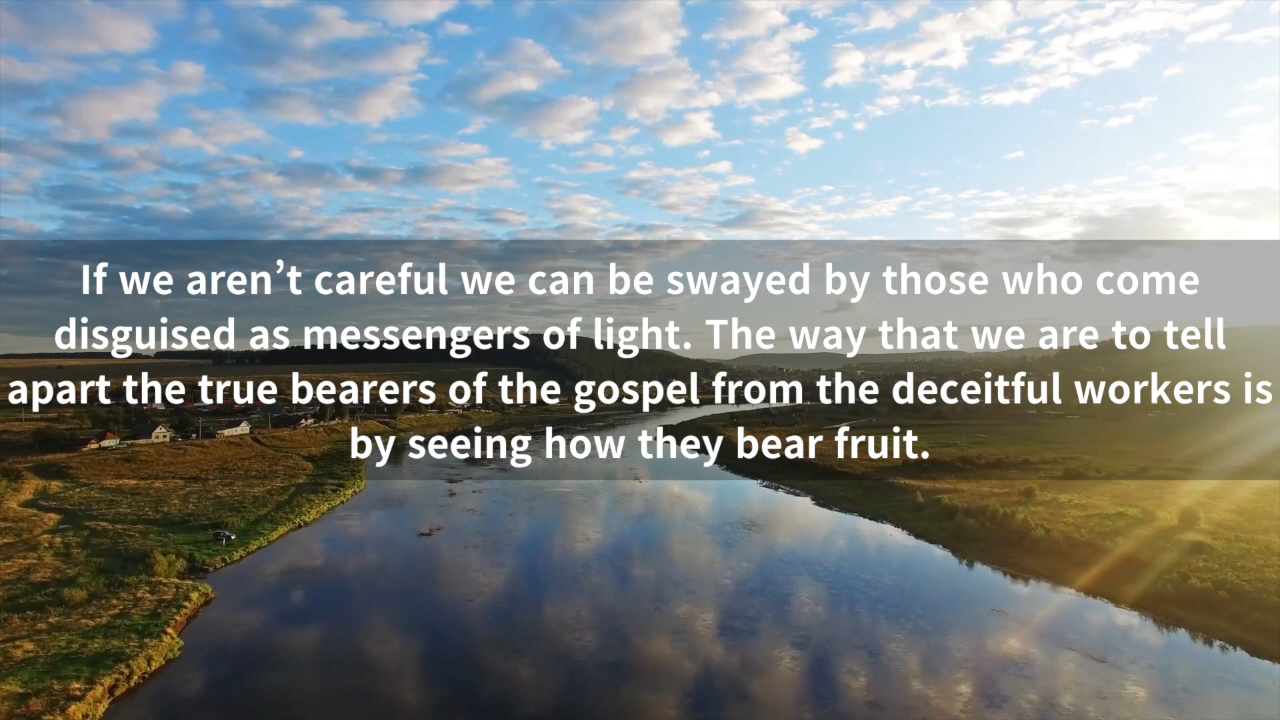 If we aren’t careful we can be swayed by those who come
disguised as messengers of light. The way that we are to tell
apart the true bearers of the gospel from the deceitful workers is
by seeing how they bear fruit.